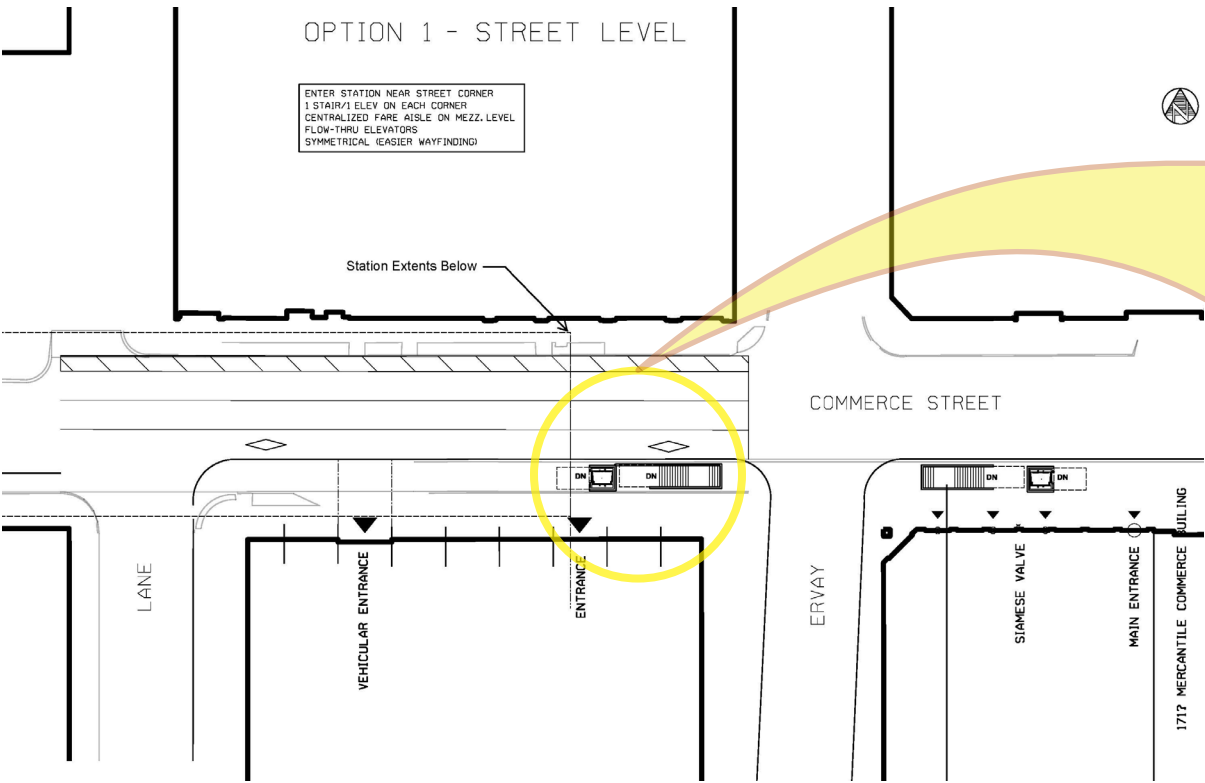 OPTION 1 - STREET LEVEL
ENTER STATION NEAR STREET CORNER
1 STAIR/1 ELEV ON EACH CORNER
CENTRALIZED FARE AISLE ON MEZZ. LEVEL
FLOW-THRU ELEVATORS
SYMMETRICAL (EASIER WAYFINDING)
Station Extents Below
COMMERCE STREET
DN
DN
DN
DN
LANE
VEHICULAR ENTRANCE
ENTRANCE
ERVAY
SIAMESE VALVE
MAIN ENTRANCE
1717 MERCANTILE COMMERCE BUILING